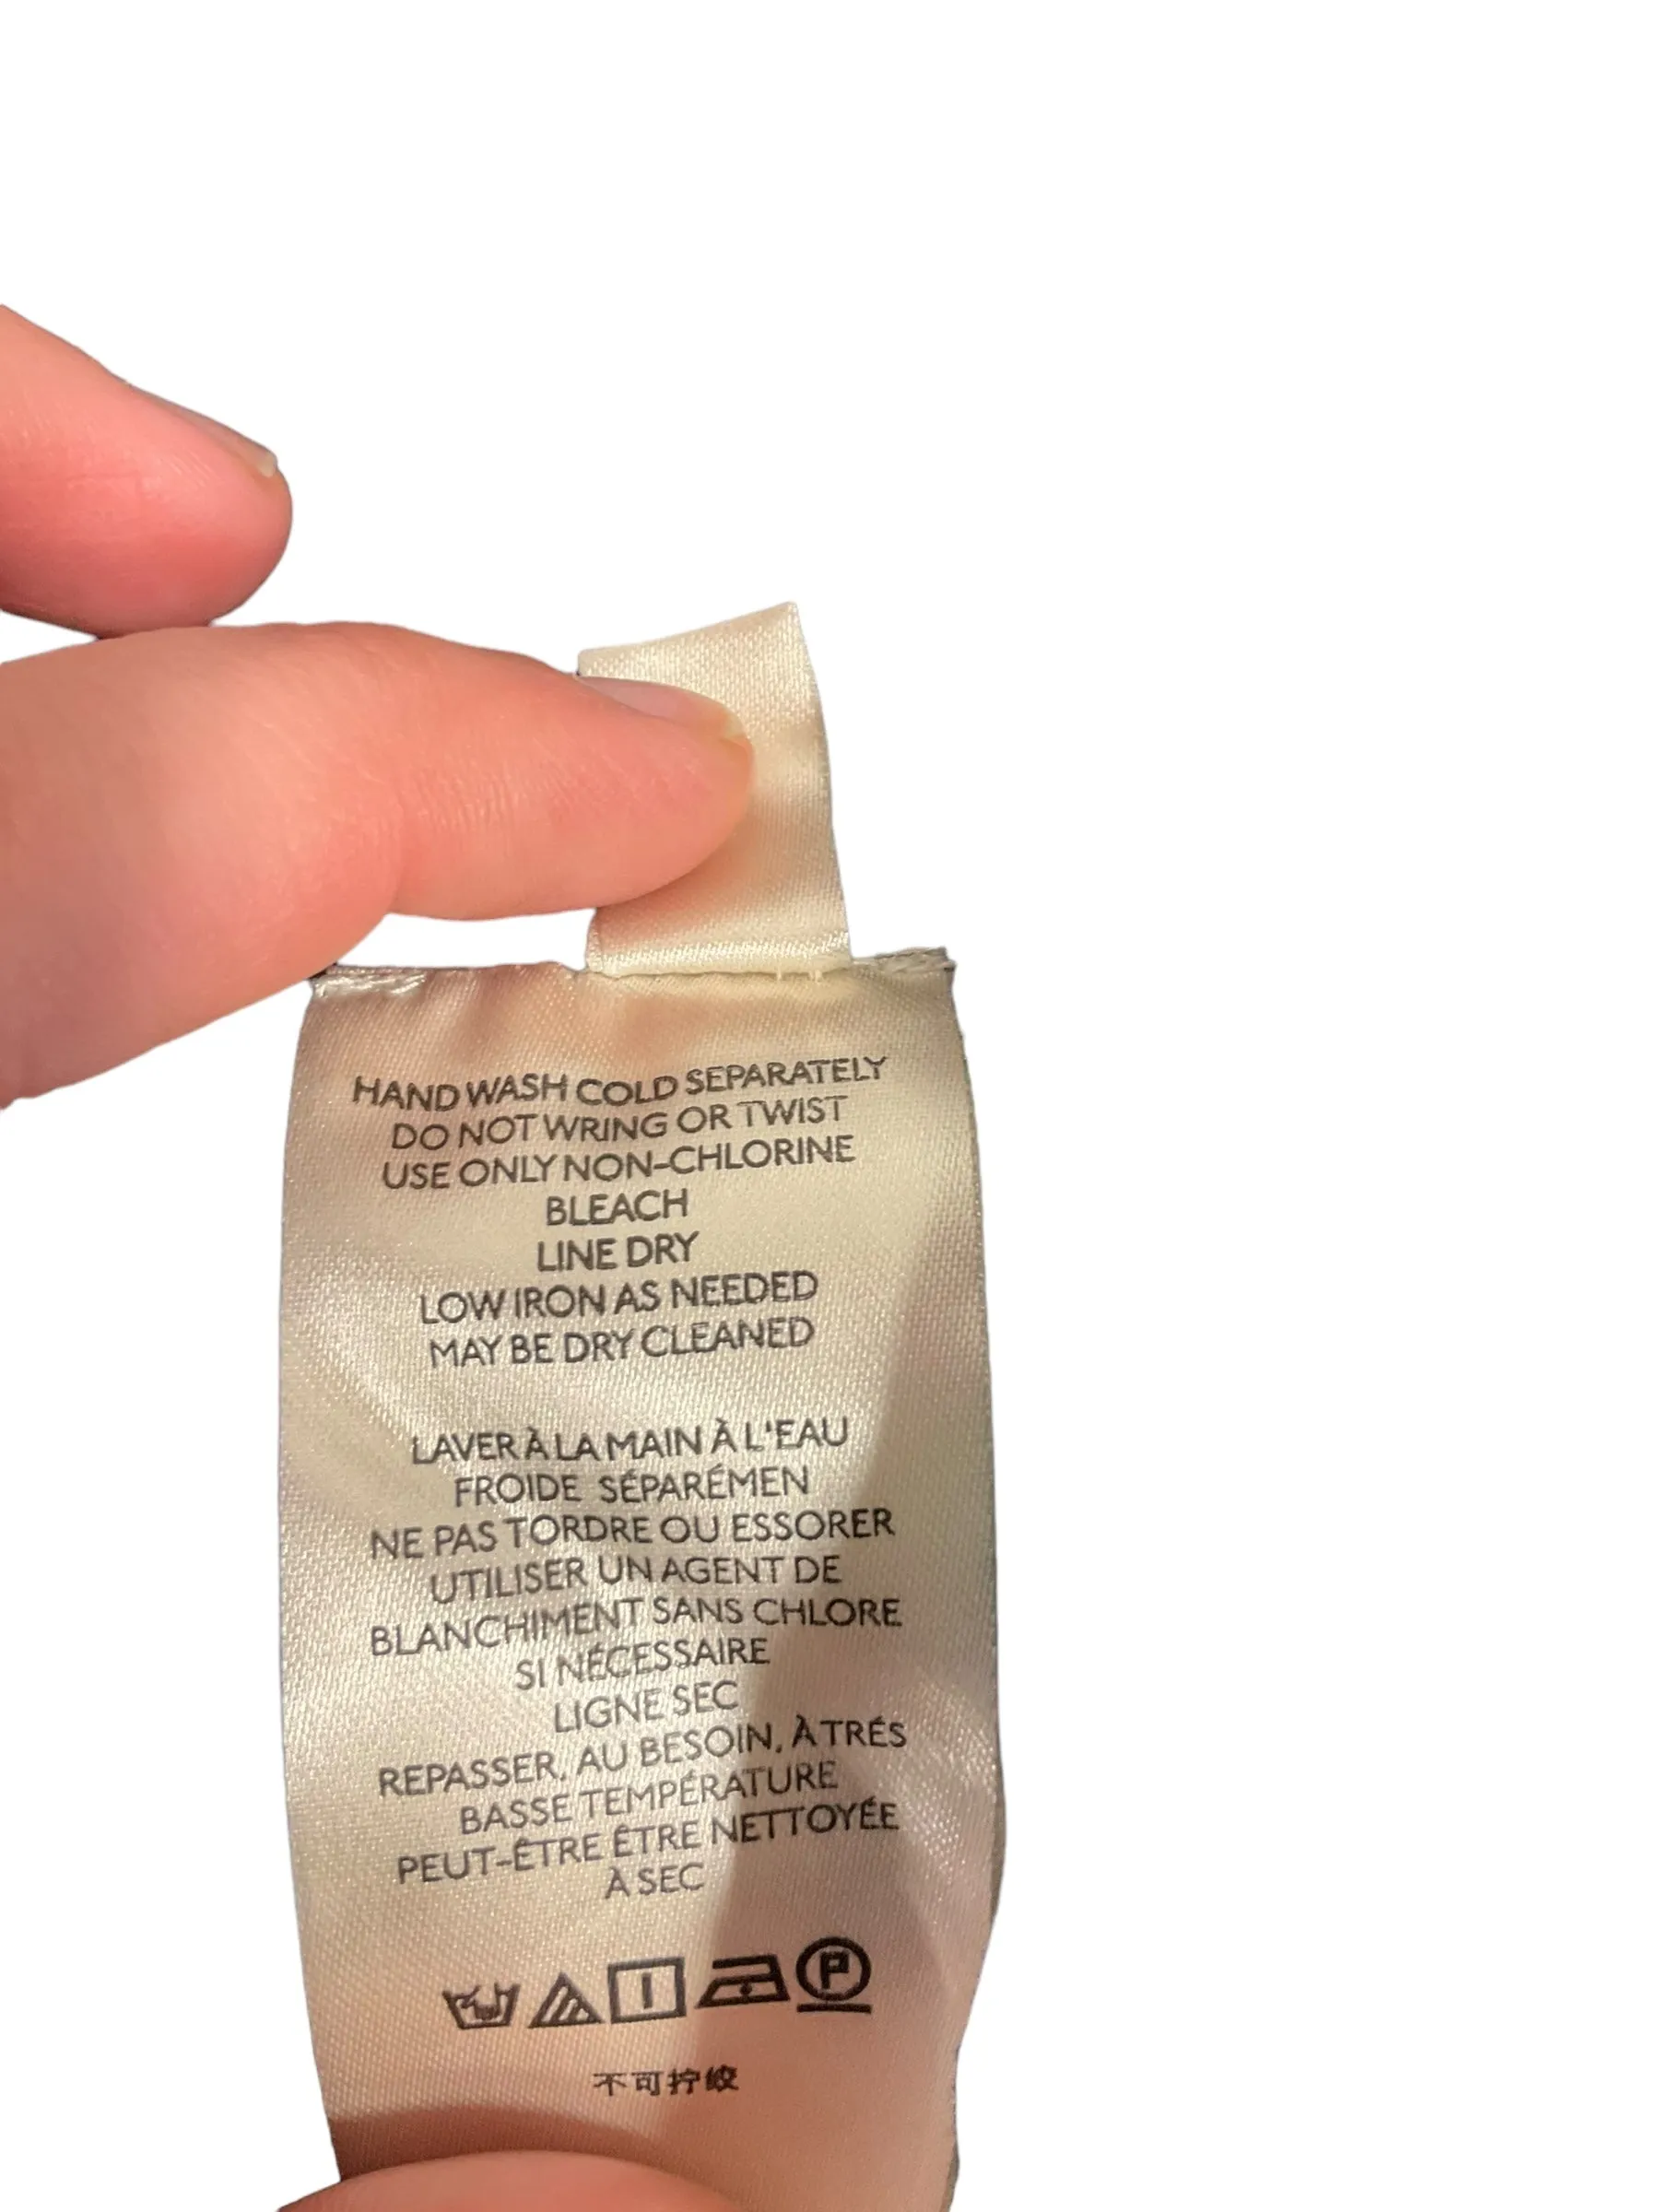 HAND WASH COLD SEPARATELY
DO NOT WRING OR TWIST
USE ONLY NON-CHLORINE
BLEACH
LINE DRY
LOW IRON AS NEEDED
MAY BE DRY CLEANED
LAVER À LA MAIN À L'EAU
FROIDE SÉPARÉMEN
NE PAS TORDRE OU ESSORER
UTILISER UN AGENT DE
BLANCHIMENT SANS CHLORE
SI NÉCESSAIRE
LIGNE SEC
REPASSER, AU BESOIN, À TRÉS
BASSE TEMPÉRATURE
PEUT-ÊTRE ÊTRE NETTOYÉE
À SEC
P
不可拧绞